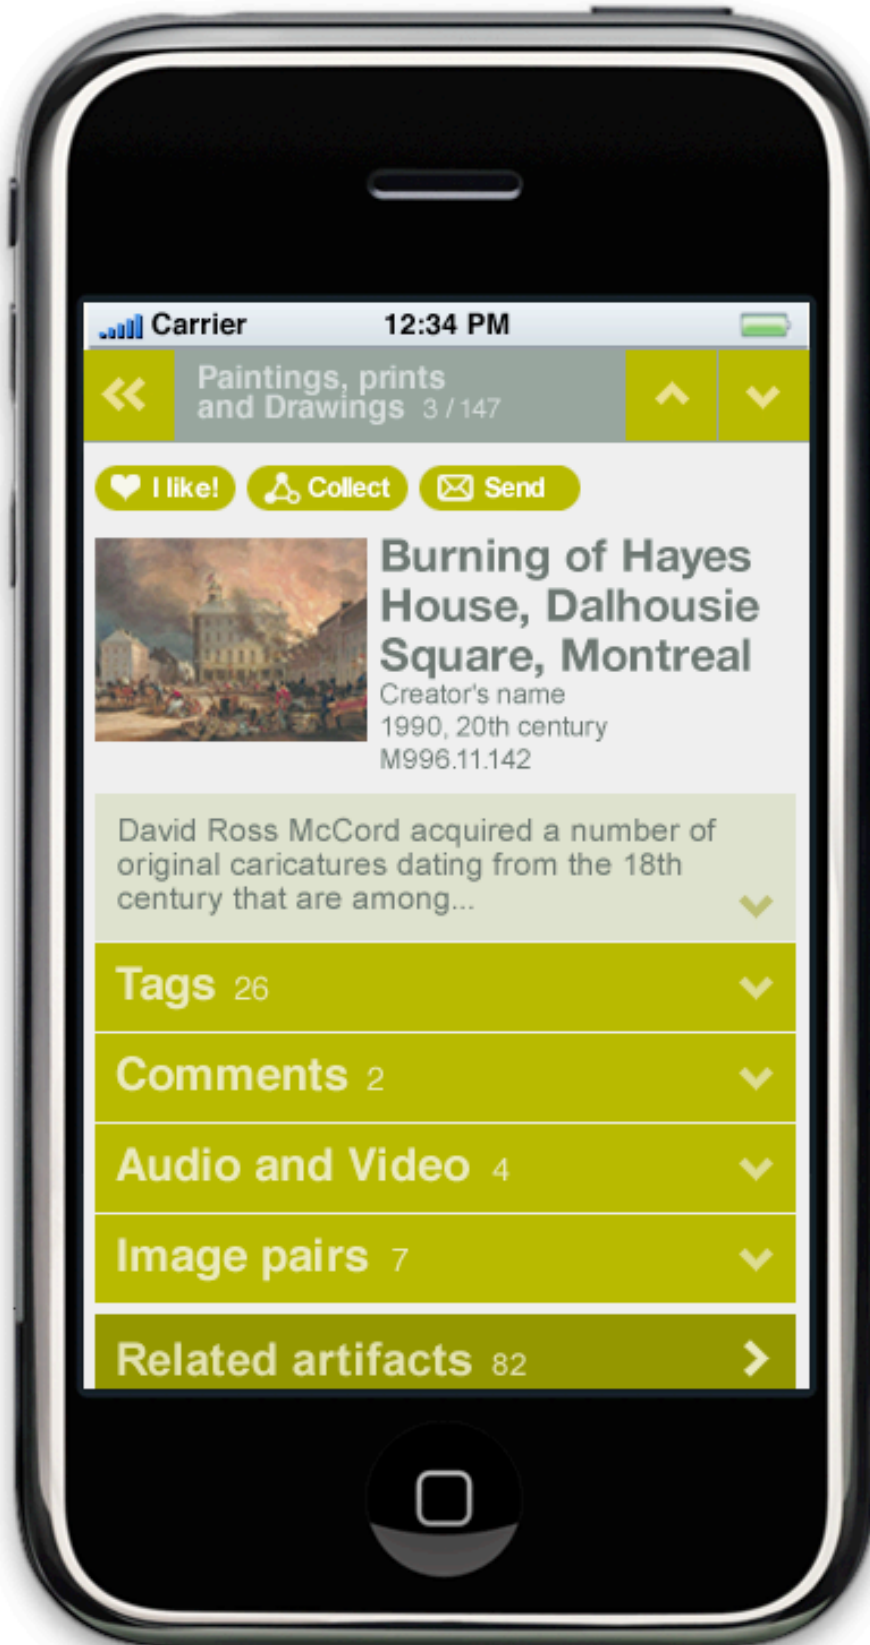 Carrier 12:34 PM
Paintings, prints
and Drawings 3 / 147
I like! Collect Send
Burning of Hayes
House, Dalhousie
Square, Montreal
Creator's name
1990, 20th century
M996.11.142
David Ross McCord acquired a number of
original caricatures dating from the 18th
century that are among...
Tags 26
Comments 2
Audio and Video 4
Image pairs 7
Related artifacts 82